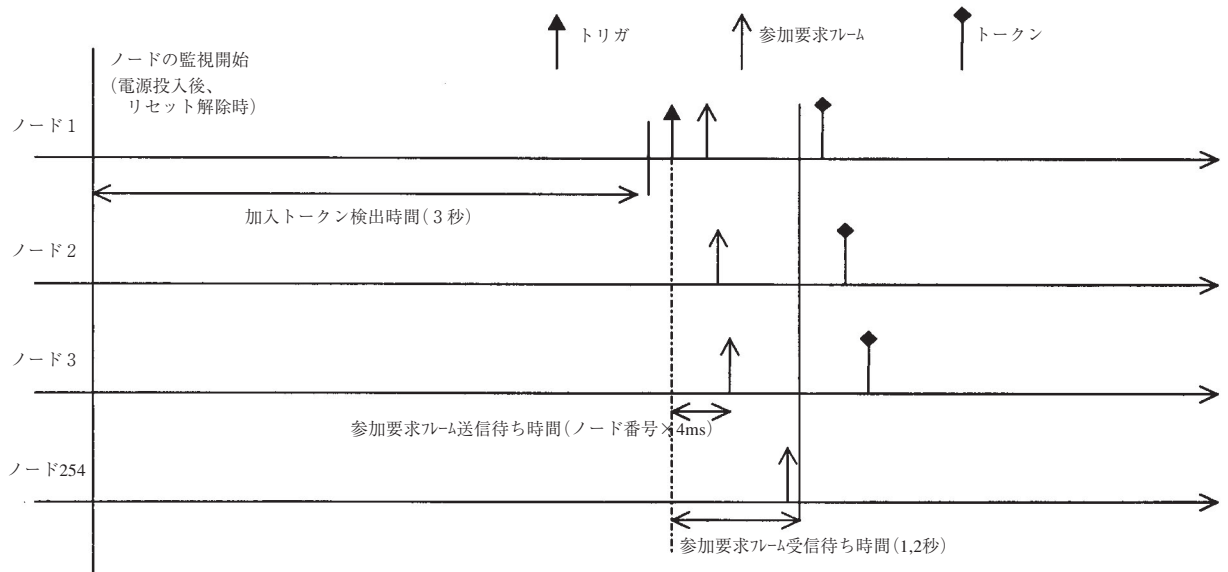 トリガ
参加要求フレーム
トークン
ノードの監視開始
(電源投入後、
リセット解除時)
ノード1
加入トークン検出時間(3秒)
ノード2
ノード3
参加要求フレーム送信待ち時間(ノード番号×4ms)
ノード254
参加要求フレーム受信待ち時間(1,2秒)